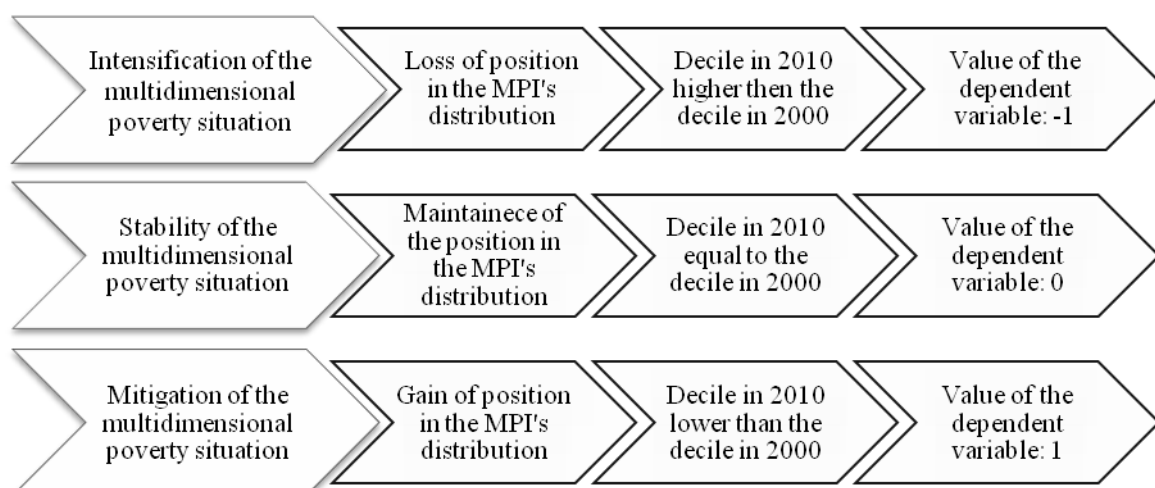 Intensification of the
multidimensional
poverty situation
Loss of position
in the MPI's
distribution
Decile in 2010
higher then the
decile in 2000
Value of the
dependent
variable: -1
Stability of the
multidimensional
poverty situation
Maintainece of
the position in
the MPI's
distribution
Decile in 2010
equal to the
decile in 2000
Value of the
dependent
variable: 0
Mitigation of the
multidimensional
poverty situation
Gain of position
in the MPI's
distribution
Decile in 2010
lower than the
decile in 2000
Value of the
dependent
variable: 1